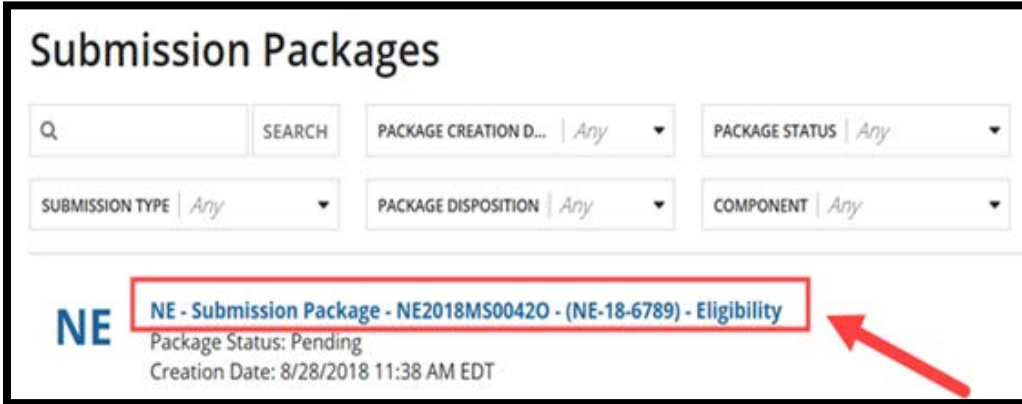 Submission Packages
SEARCH
PACKAGE CREATION D... Any
PACKAGE STATUS Any
SUBMISSION TYPE Any
PACKAGE DISPOSITION Any
COMPONENT Any
NE
NE - Submission Package - NE2018MS0042O - (NE-18-6789) - Eligibility
Package Status: Pending
Creation Date: 8/28/2018 11:38 AM EDT